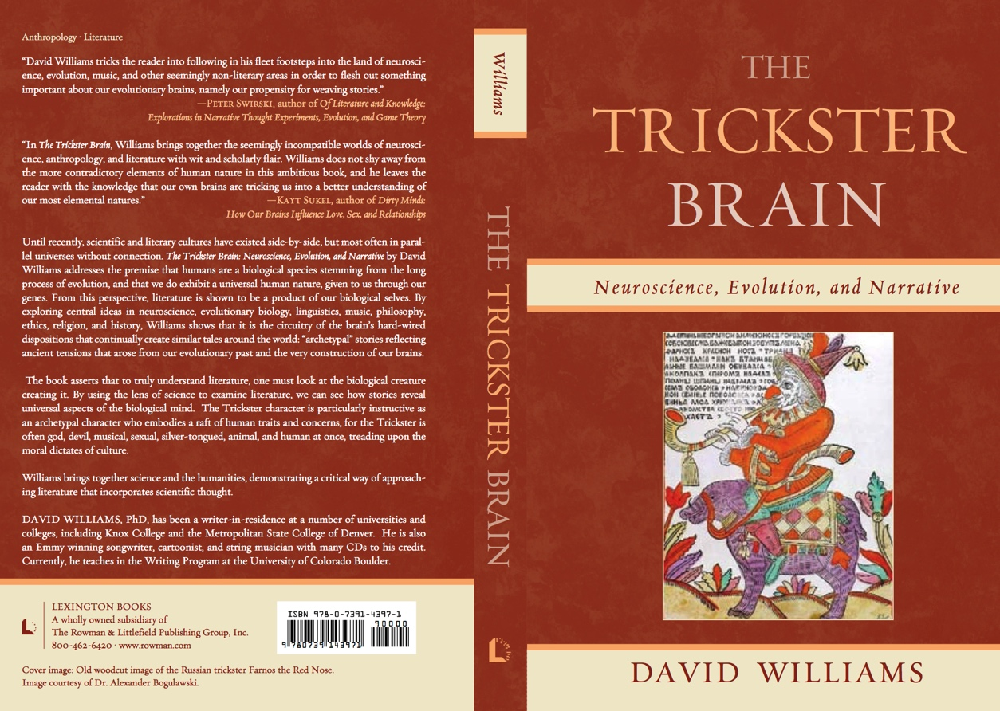 Anthropology · Literature
“David Williams tricks the reader into following in his fleet footsteps into the land of neurosci-
ence, evolution, music, and other seemingly non-literary areas in order to flesh out something
important about our evolutionary brains, namely our propensity for weaving stories.”
—Peter Swirski, author of Of Literature and Knowledge:
Explorations in Narrative Thought Experiments, Evolution, and Game Theory
“In The Trickster Brain, Williams brings together the seemingly incompatible worlds of neurosci-
ence, anthropology, and literature with wit and scholarly flair. Williams does not shy away from
the more contradictory elements of human nature in this ambitious book, and he leaves the
reader with the knowledge that our own brains are tricking us into a better understanding of
our most elemental natures.” —Kayt Sukel, author of Dirty Minds:
How Our Brains Influence Love, Sex, and Relationships
Until recently, scientific and literary cultures have existed side-by-side, but most often in paral-
lel universes without connection. The Trickster Brain: Neuroscience, Evolution, and Narrative by David
Williams addresses the premise that humans are a biological species stemming from the long
process of evolution, and that we do exhibit a universal human nature, given to us through our
genes. From this perspective, literature is shown to be a product of our biological selves. By
exploring central ideas in neuroscience, evolutionary biology, linguistics, music, philosophy,
ethics, religion, and history, Williams shows that it is the circuitry of the brain’s hard-wired
dispositions that continually create similar tales around the world: “archetypal” stories reflecting
ancient tensions that arose from our evolutionary past and the very construction of our brains.
The book asserts that to truly understand literature, one must look at the biological creature
creating it. By using the lens of science to examine literature, we can see how stories reveal
universal aspects of the biological mind. The Trickster character is particularly instructive as
an archetypal character who embodies a raft of human traits and concerns, for the Trickster is
often god, devil, musical, sexual, silver-tongued, animal, and human at once, treading upon the
moral dictates of culture.
Williams brings together science and the humanities, demonstrating a critical way of approach-
ing literature that incorporates scientific thought.
DAVID WILLIAMS, PhD, has been a writer-in-residence at a number of universities and
colleges, including Knox College and the Metropolitan State College of Denver. He is also
an Emmy winning songwriter, cartoonist, and string musician with many CDs to his credit.
Currently, he teaches in the Writing Program at the University of Colorado Boulder.
LEXINGTON BOOKS
A wholly owned subsidiary of
The Rowman & Littlefield Publishing Group, Inc.
800-462-6420 · www.rowman.com
ISBN 978-0-7391-4397-1
90000
9 780739 143971
Cover image: Old woodcut image of the Russian trickster Farnos the Red Nose.
Image courtesy of Dr. Alexander Bogulawski.
Williams
THE TRICKSTER BRAIN
THE
TRICKSTER
BRAIN
Neuroscience, Evolution, and Narrative
КРАСНОЙ НОСЪ
DAVID WILLIAMS